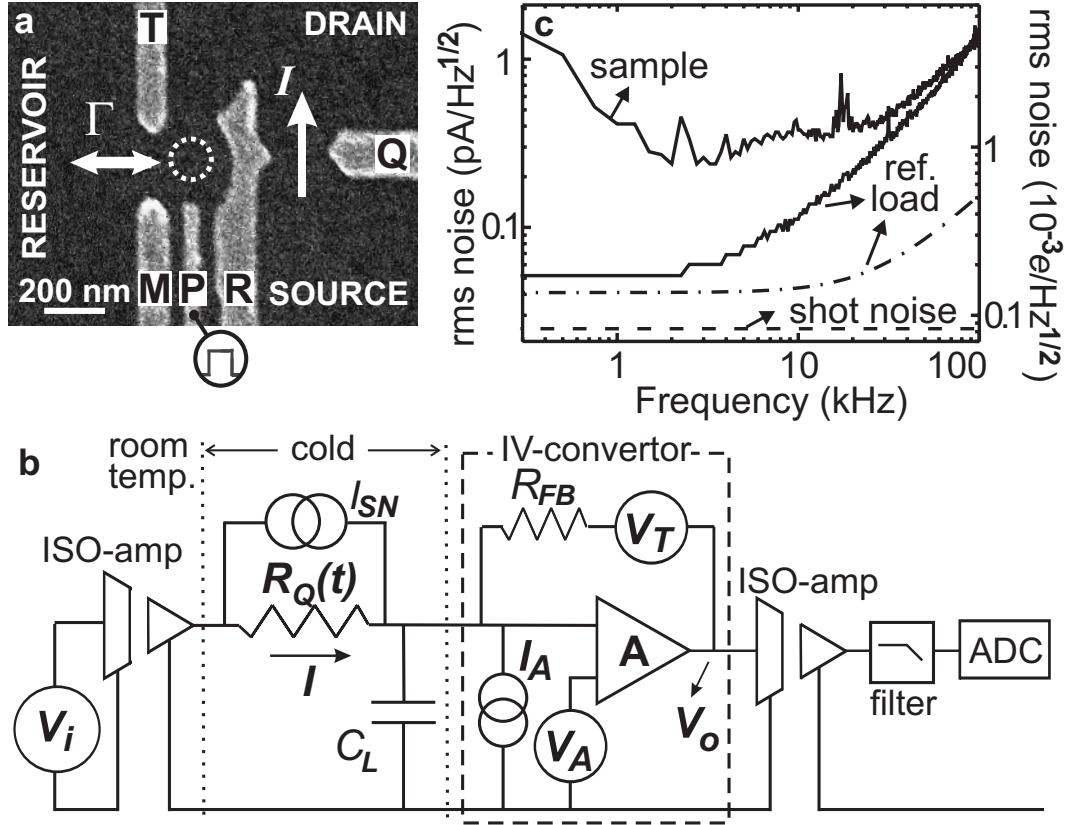 a
T
DRAIN
RESERVOIR
Γ
I
Q
200 nm
M P R
SOURCE
c
rms noise (pA/Hz1/2)
1
0.1
sample
ref.
load
shot noise
1
0.1
rms noise (10-3e/Hz1/2)
1 10 100
Frequency (kHz)
b
room
temp.
cold
IV-convertor
ISO-amp
ISN
RFB
VT
RQ(t)
ISO-amp
I
IA
A
ADC
filter
Vi
CL
VA
Vo